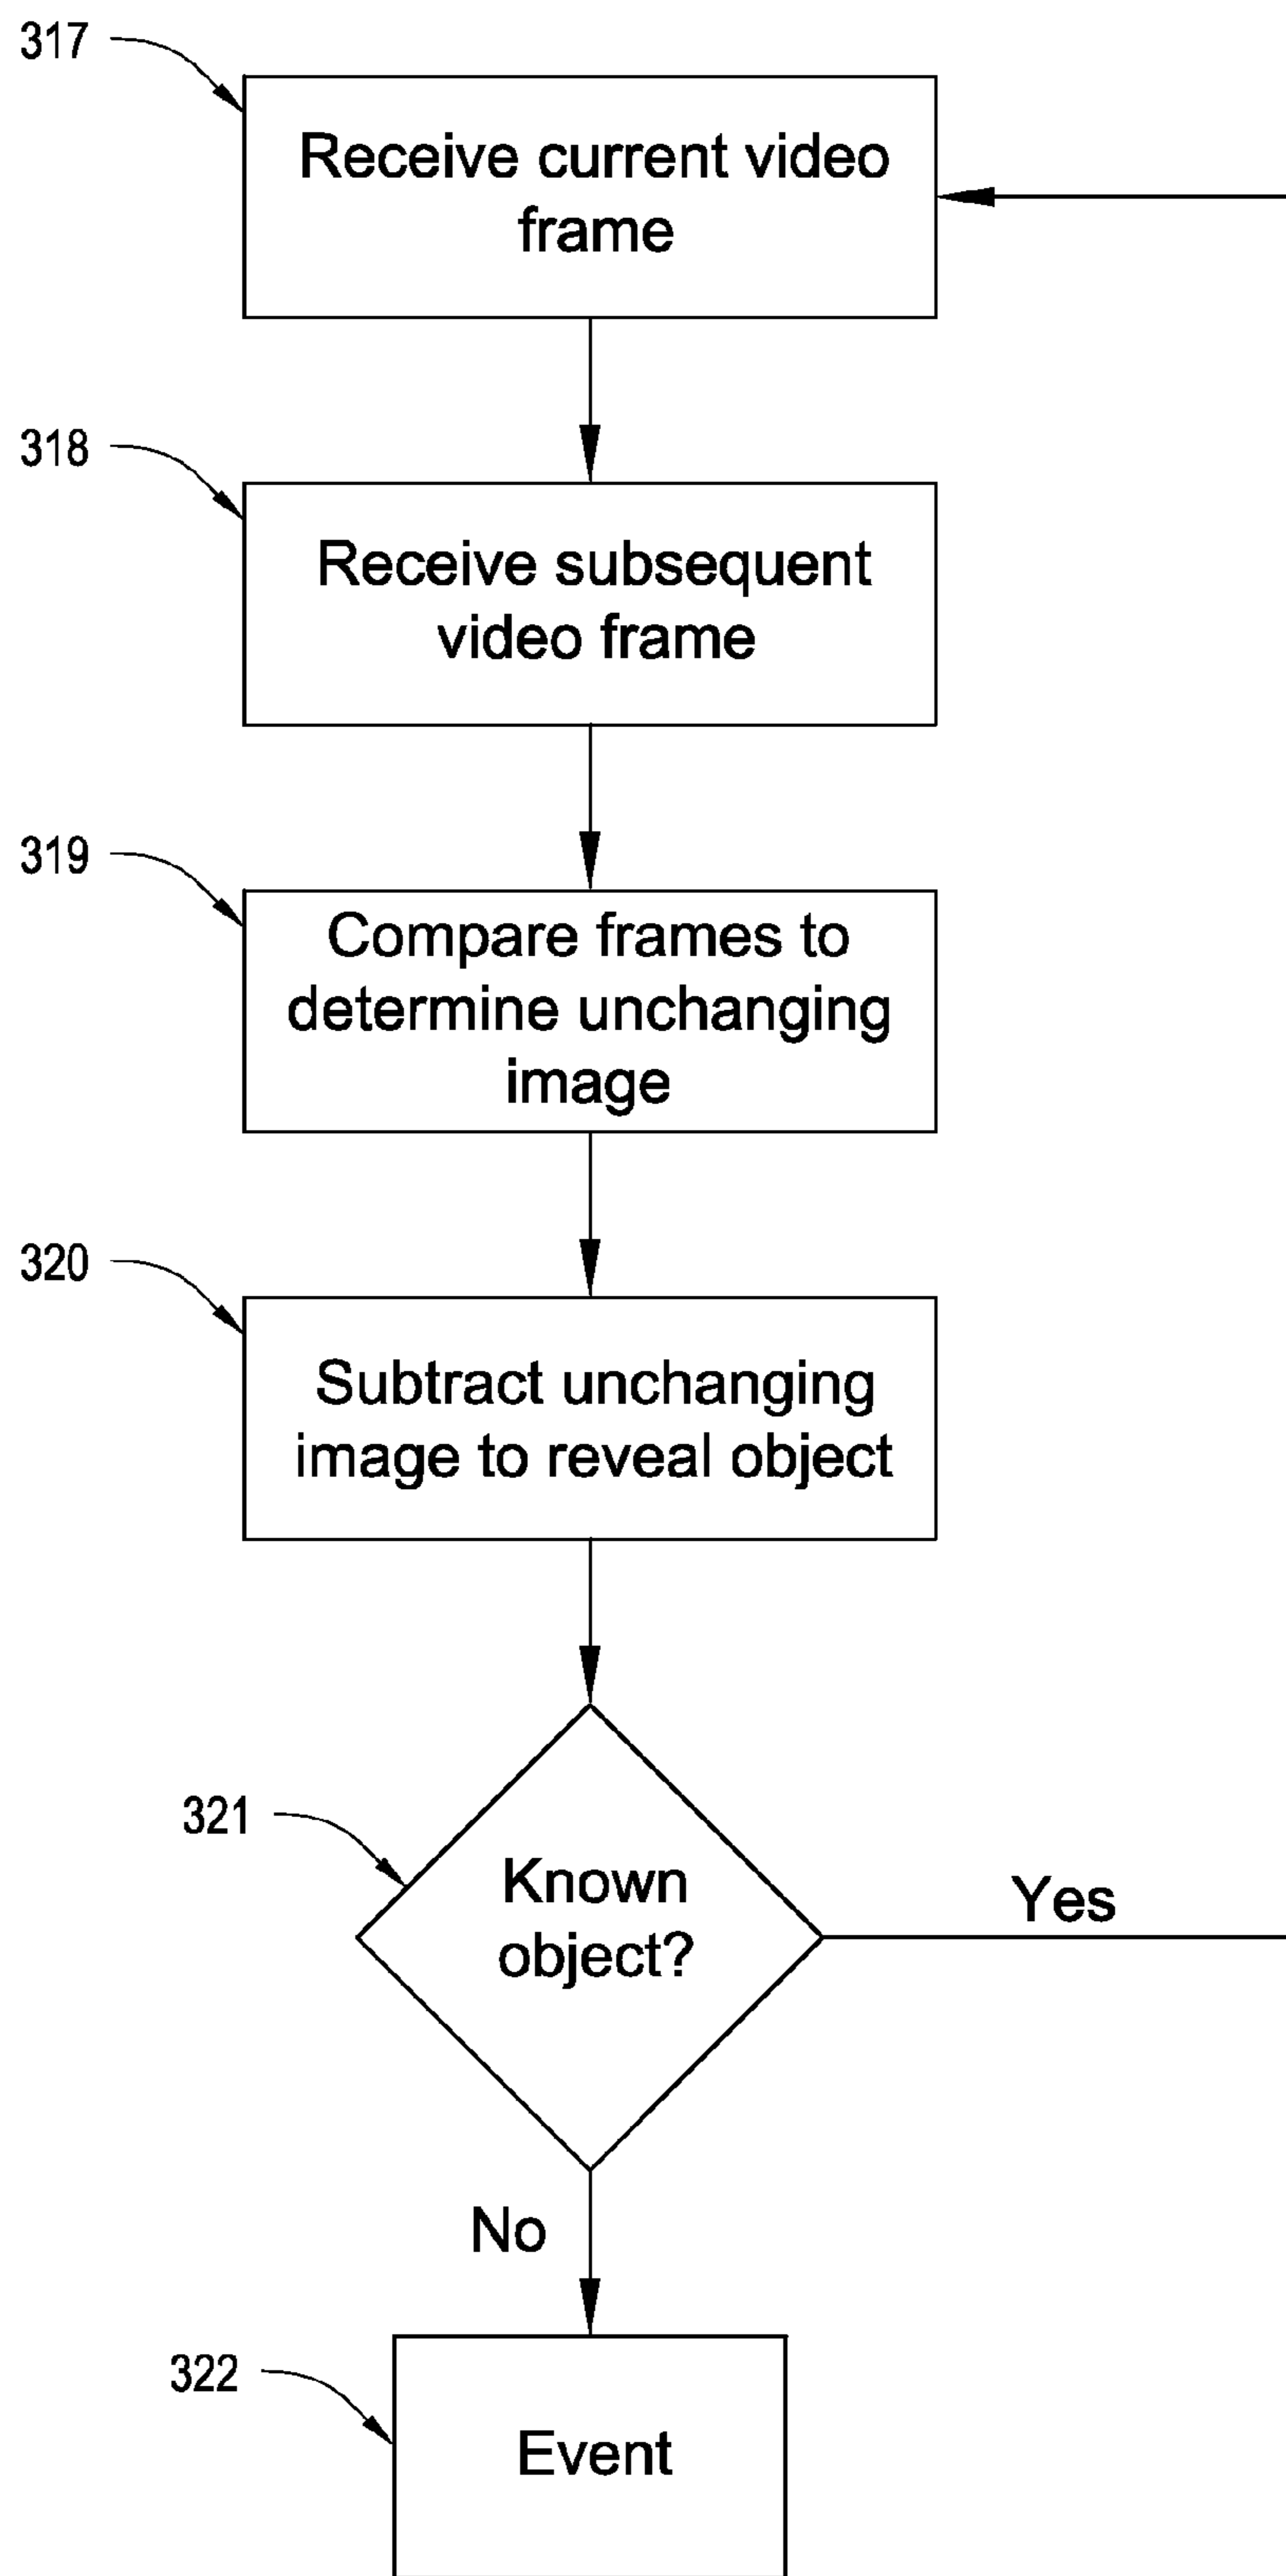 317
Receive current video
frame
318
Receive subsequent
video frame
319
Compare frames to
determine unchanging
image
320
Subtract unchanging
image to reveal object
321
Known
object?
Yes
No
322
Event